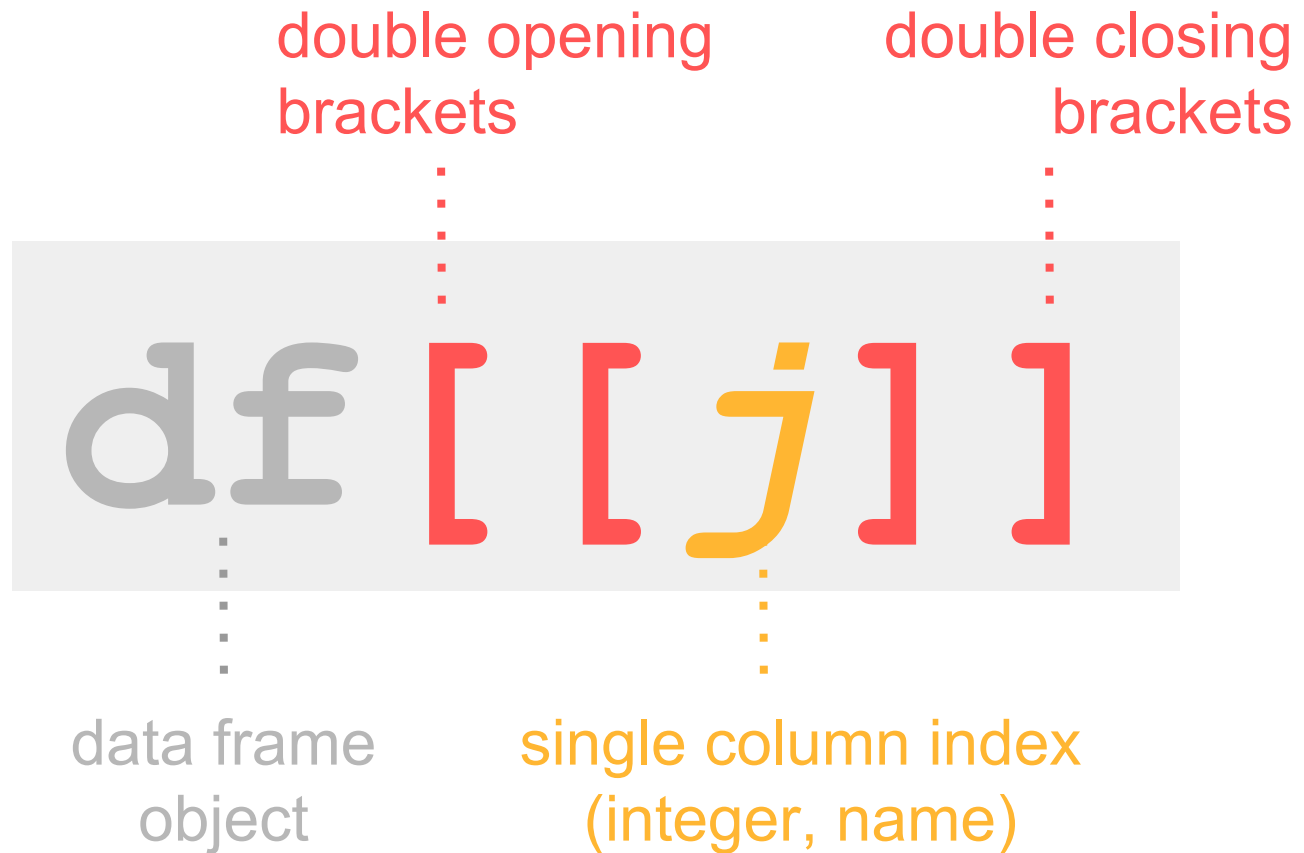 double opening
brackets
double closing
brackets
df[[j]]
data frame
object
single column index
(integer, name)